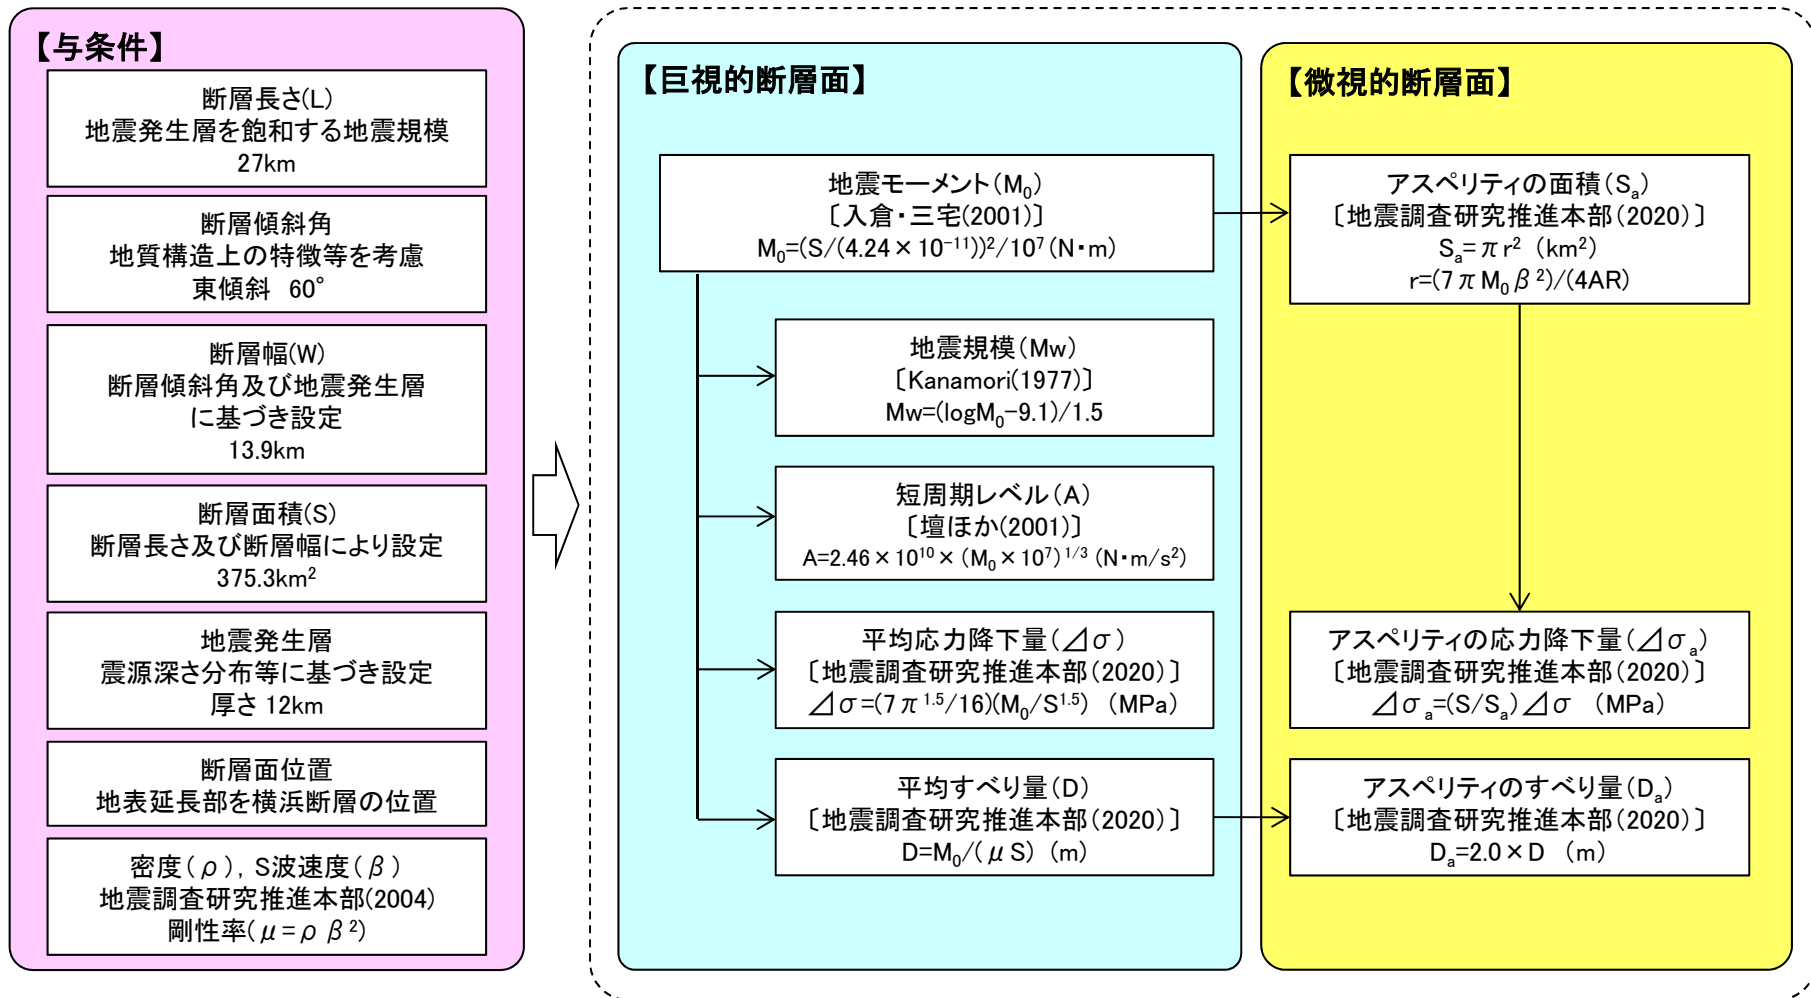 【与条件】
断層長さ(L)
地震発生層を飽和する地震規模
27km
断層傾斜角
地質構造上の特徴等を考慮
東傾斜 60°
断層幅(W)
断層傾斜角及び地震発生層
に基づき設定
13.9km
断層面積(S)
断層長さ及び断層幅により設定
375.3km²
地震発生層
震源深さ分布等に基づき設定
厚さ 12km
断層面位置
地表延長部を横浜断層の位置
密度(ρ), S波速度(β)
地震調査研究推進本部(2004)
剛性率(μ=ρβ²)
【巨視的断層面】
地震モーメント(M₀)
〔入倉・三宅(2001)〕
M₀=(S/(4.24×10⁻¹¹))²/10⁷(N・m)
地震規模(Mw)
〔Kanamori(1977)〕
Mw=(logM₀-9.1)/1.5
短周期レベル(A)
〔壇ほか(2001)〕
A=2.46×10¹⁰×(M₀×10⁷)¹/³(N・m/s²)
平均応力降下量(⊿σ)
〔地震調査研究推進本部(2020)〕
⊿σ=(7π¹·⁵/16)(M₀/S¹·⁵) (MPa)
平均すべり量(D)
〔地震調査研究推進本部(2020)〕
D=M₀/(μS) (m)
【微視的断層面】
アスペリティの面積(Sₐ)
〔地震調査研究推進本部(2020)〕
Sₐ=πr² (km²)
r=(7πM₀β²)/(4AR)
アスペリティの応力降下量(⊿σₐ)
〔地震調査研究推進本部(2020)〕
⊿σₐ=(S/Sₐ)⊿σ (MPa)
アスペリティのすべり量(Dₐ)
〔地震調査研究推進本部(2020)〕
Dₐ=2.0×D (m)